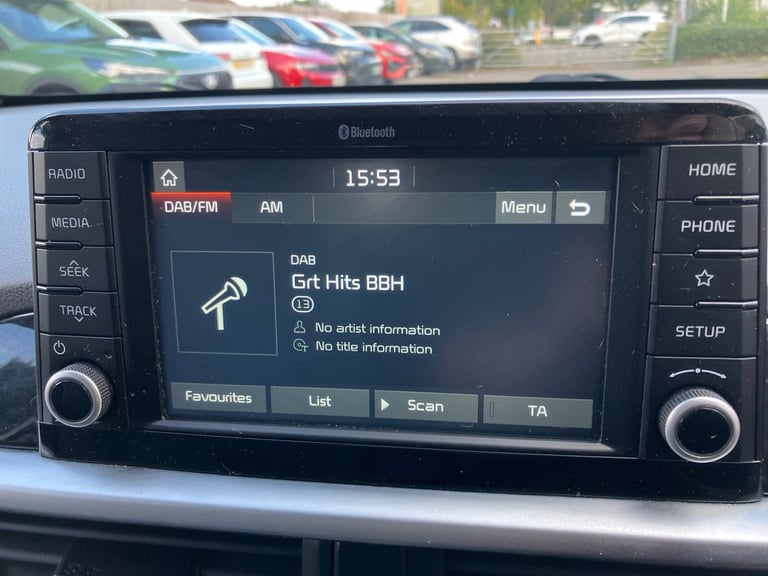 Bluetooth
RADIO
MEDIA
SEEK
TRACK
15:53
DAB/FM
AM
Menu
DAB
Grt Hits BBH
13
No artist information
No title information
Favourites
List
Scan
TA
HOME
PHONE
SETUP